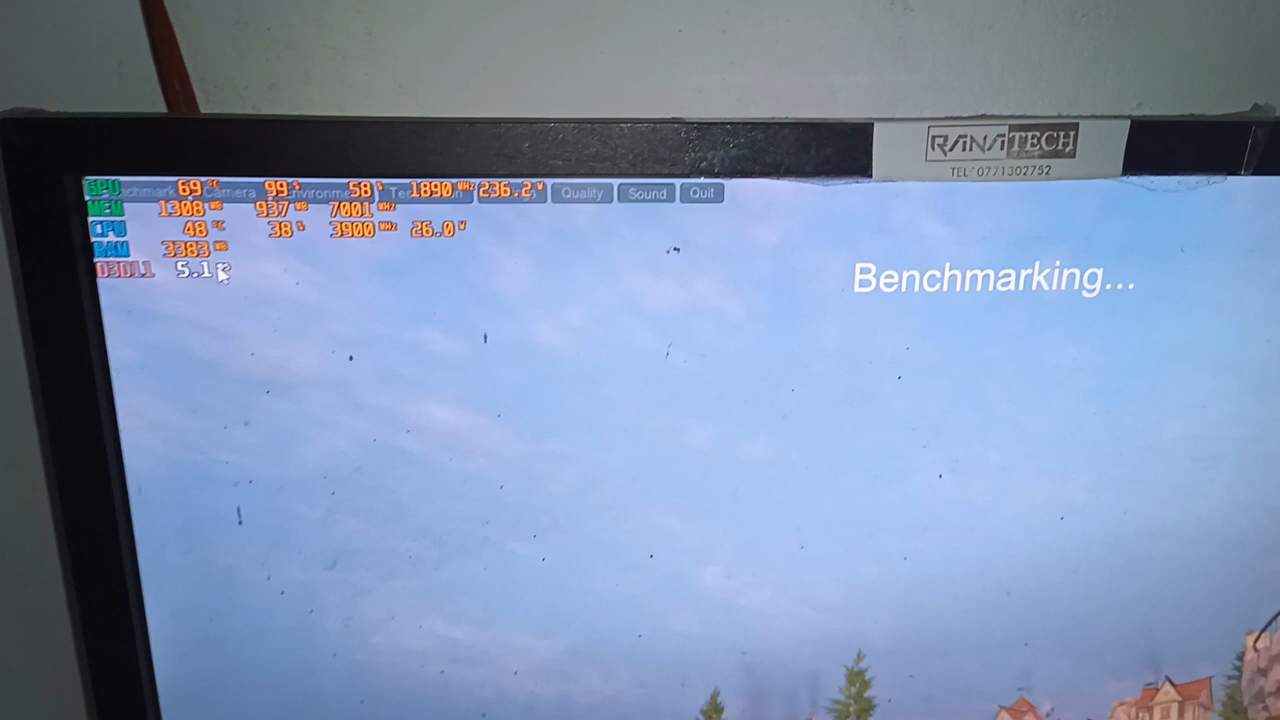 RANATECH
TEL: 0771302752
GPU 69 °C 99 % 58 % 1890 MHz 236.2 W
Camera Quality Sound Quit
MEM 1308 MB 937 MB 7001 MHz
CPU 48 °C 38 % 3900 MHz 26.0 W
RAM 3383 MB
D3D11 5.1
Benchmarking...